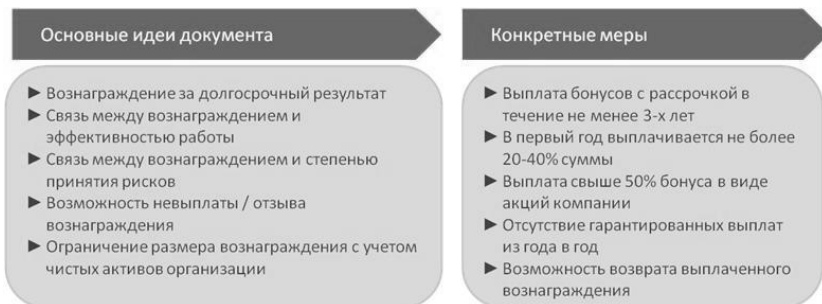 Основные идеи документа
► Вознаграждение за долгосрочный результат
► Связь между вознаграждением и
эффективностью работы
► Связь между вознаграждением и степенью
принятия рисков
► Возможность невыплаты / отзыва
вознаграждения
► Ограничение размера вознаграждения с учетом
чистых активов организации
Конкретные меры
► Выплата бонусов с рассрочкой в
течение не менее 3-х лет
► В первый год выплачивается не более
20-40% суммы
► Выплата свыше 50% бонуса в виде
акций компании
► Отсутствие гарантированных выплат
из года в год
► Возможность возврата выплаченного
вознаграждения